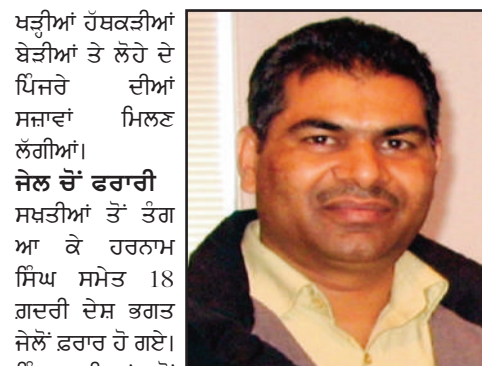 ਖੜ੍ਹੀਆਂ ਹੱਥਕੜੀਆਂ
ਬੇੜੀਆਂ ਤੇ ਲੋਹੇ ਦੇ
ਪਿੰਜਰੇ ਦੀਆਂ
ਸਜ਼ਾਵਾਂ ਮਿਲਣ
ਲੱਗੀਆਂ।
ਜੇਲ ਚੋਂ ਫਰਾਰੀ
ਸਖ਼ਤੀਆਂ ਤੋਂ ਤੰਗ
ਆ ਕੇ ਹਰਨਾਮ
ਸਿੰਘ ਸਮੇਤ 18
ਗ਼ਦਰੀ ਦੇਸ਼ ਭਗਤ
ਜੇਲੋਂ ਫ਼ਰਾਰ ਹੋ ਗਏ।